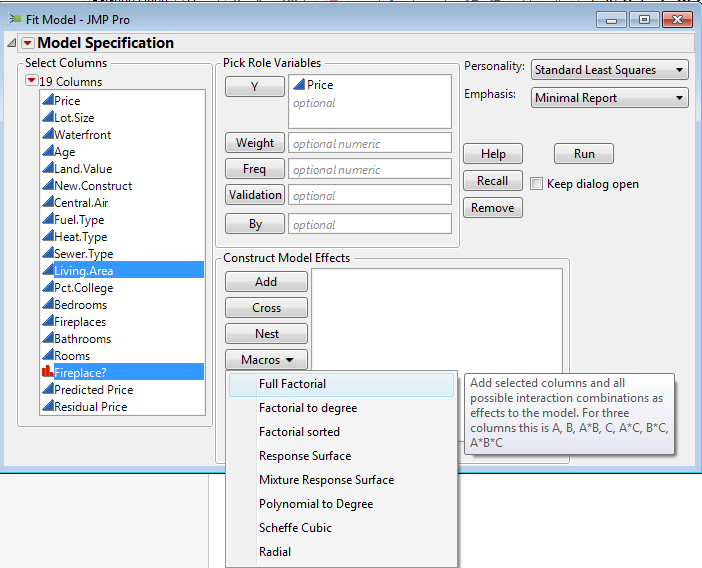 Fit Model - JMP Pro
Model Specification
Select Columns
19 Columns
Price
Lot.Size
Waterfront
Age
Land.Value
New.Construct
Central.Air
Fuel.Type
Heat.Type
Sewer.Type
Living.Area
Pct.College
Bedrooms
Fireplaces
Bathrooms
Rooms
Fireplace?
Predicted Price
Residual Price
Pick Role Variables
Y
Price
optional
Weight
optional numeric
Freq
optional numeric
Validation
optional
By
optional
Personality:
Standard Least Squares
Emphasis:
Minimal Report
Help
Run
Recall
Keep dialog open
Remove
Construct Model Effects
Add
Cross
Nest
Macros
Full Factorial
Factorial to degree
Factorial sorted
Response Surface
Mixture Response Surface
Polynomial to Degree
Scheffe Cubic
Radial
Add selected columns and all
possible interaction combinations as
effects to the model. For three
columns this is A, B, A*B, C, A*C, B*C,
A*B*C